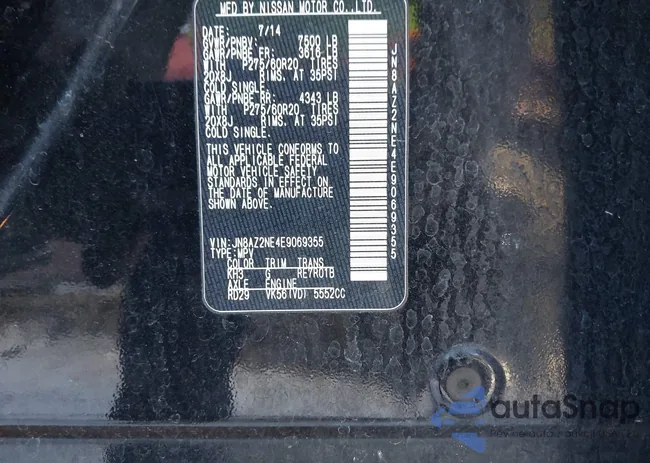 MFD BY NISSAN MOTOR CO.,LTD.
DATE: 7/14
GVWR/PNBV 7500 LB
GAWR/PNBE FR: 3616 LB
WITH P275/60R20 TIRES
20X8J RIMS, AT 35PSI
COLD SINGLE.
GAWR/PNBE RR: 4343 LB
WITH P275/60R20 TIRES
20X8J RIMS, AT 35PSI
COLD SINGLE.
THIS VEHICLE CONFORMS TO
ALL APPLICABLE FEDERAL
MOTOR VEHICLE SAFETY
STANDARDS IN EFFECT ON
THE DATE OF MANUFACTURE
SHOWN ABOVE.
VIN:JN8AZ2NE4E9069355
TYPE:MPV
COLOR TRIM TRANS
KH3 G RE7R01B
AXLE ENGINE
RD29 VK56(VD) 5552CC
JN8AZ2NE4E9069355
autoSnap